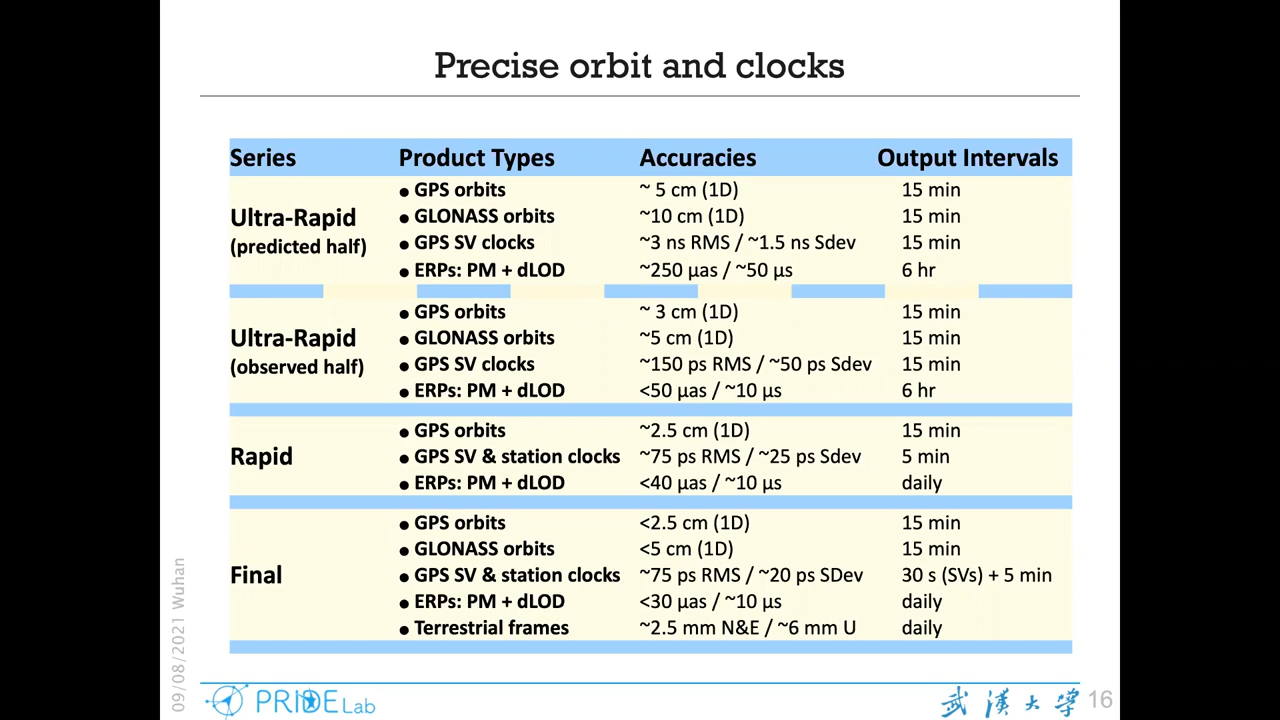 Precise orbit and clocks
Series Product Types Accuracies Output Intervals
Ultra-Rapid
(predicted half)
● GPS orbits ~ 5 cm (1D) 15 min
● GLONASS orbits ~10 cm (1D) 15 min
● GPS SV clocks ~3 ns RMS / ~1.5 ns Sdev 15 min
● ERPs: PM + dLOD ~250 µas / ~50 µs 6 hr
Ultra-Rapid
(observed half)
● GPS orbits ~ 3 cm (1D) 15 min
● GLONASS orbits ~5 cm (1D) 15 min
● GPS SV clocks ~150 ps RMS / ~50 ps Sdev 15 min
● ERPs: PM + dLOD <50 µas / ~10 µs 6 hr
Rapid
● GPS orbits ~2.5 cm (1D) 15 min
● GPS SV & station clocks ~75 ps RMS / ~25 ps Sdev 5 min
● ERPs: PM + dLOD <40 µas / ~10 µs daily
Final
● GPS orbits <2.5 cm (1D) 15 min
● GLONASS orbits <5 cm (1D) 15 min
● GPS SV & station clocks ~75 ps RMS / ~20 ps SDev 30 s (SVs) + 5 min
● ERPs: PM + dLOD <30 µas / ~10 µs daily
● Terrestrial frames ~2.5 mm N&E / ~6 mm U daily
09/08/2021 Wuhan
PRIDE Lab
武漢大学
16